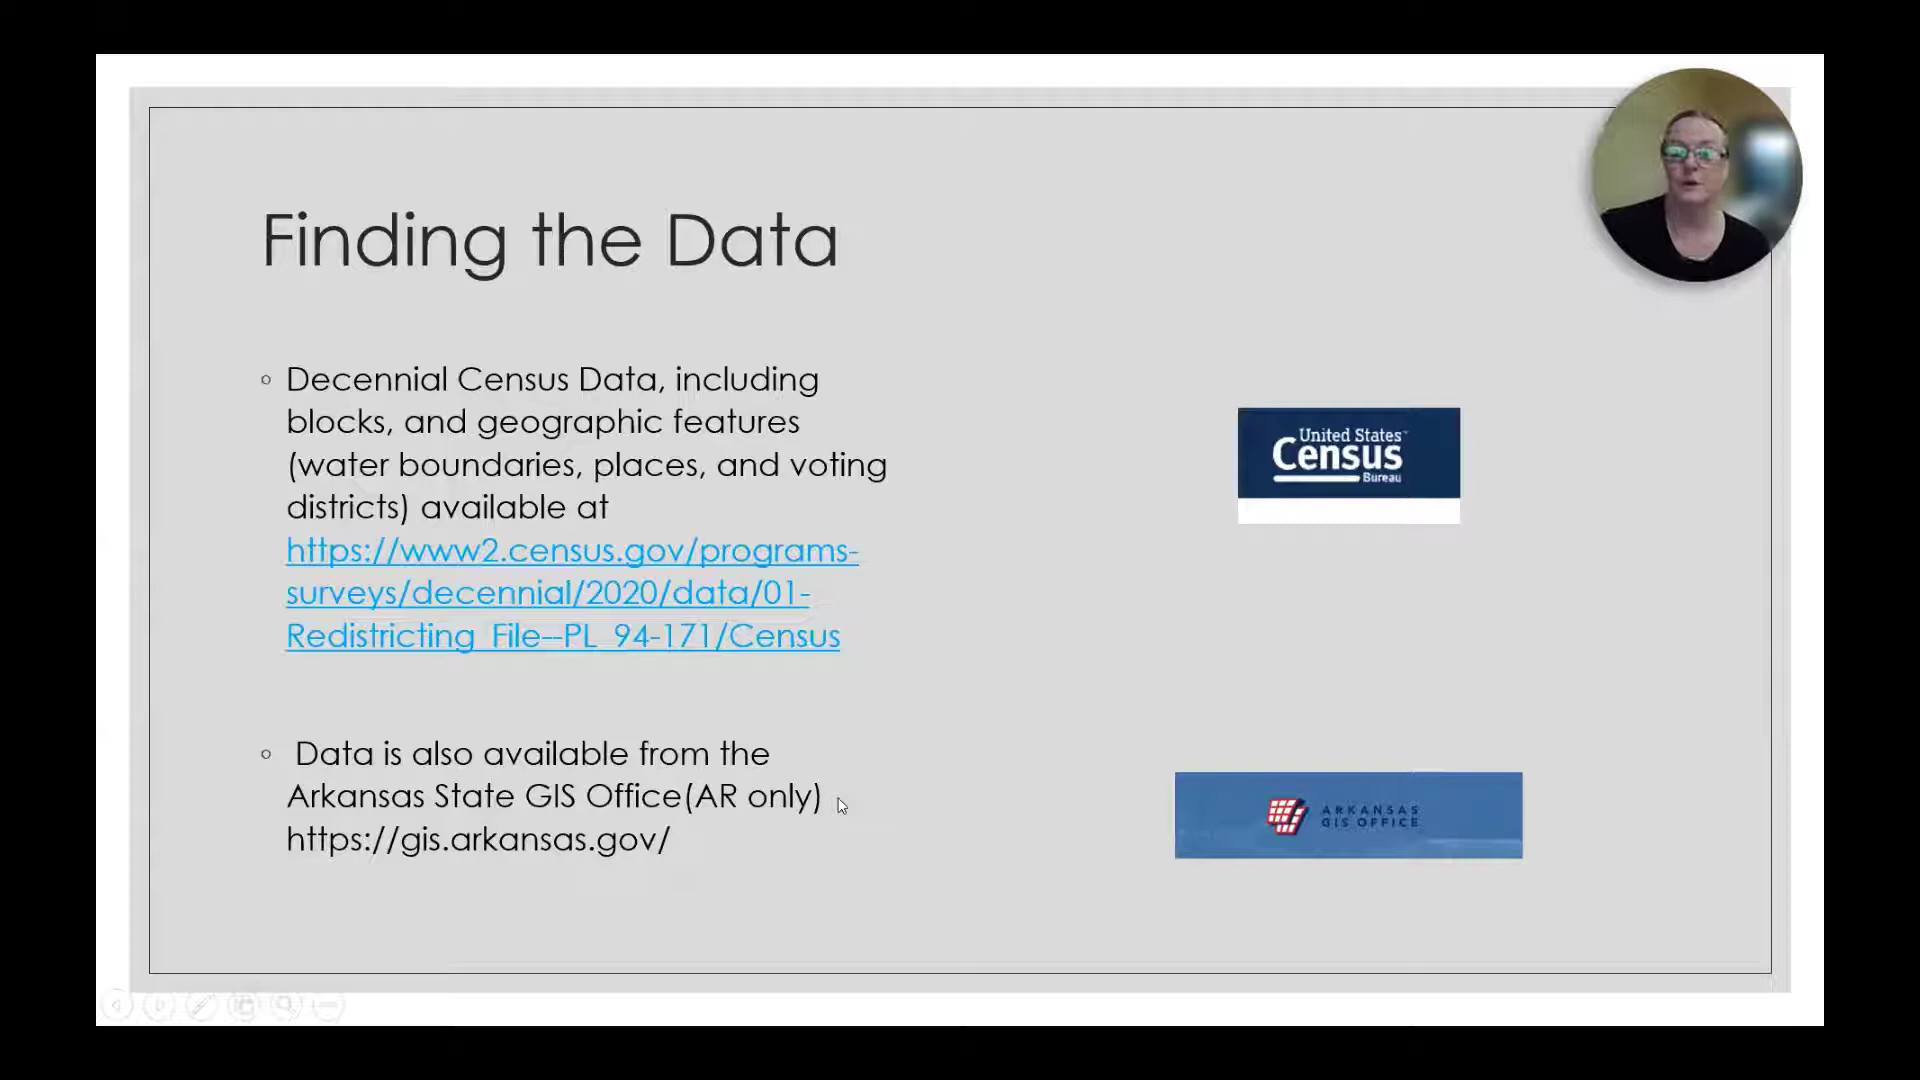 Finding the Data
◦ Decennial Census Data, including
blocks, and geographic features
(water boundaries, places, and voting
districts) available at
https://www2.census.gov/programs-
surveys/decennial/2020/data/01-
Redistricting_File--PL_94-171/Census
United States™
Census
Bureau
◦ Data is also available from the
Arkansas State GIS Office(AR only)
https://gis.arkansas.gov/
ARKANSAS
GIS OFFICE